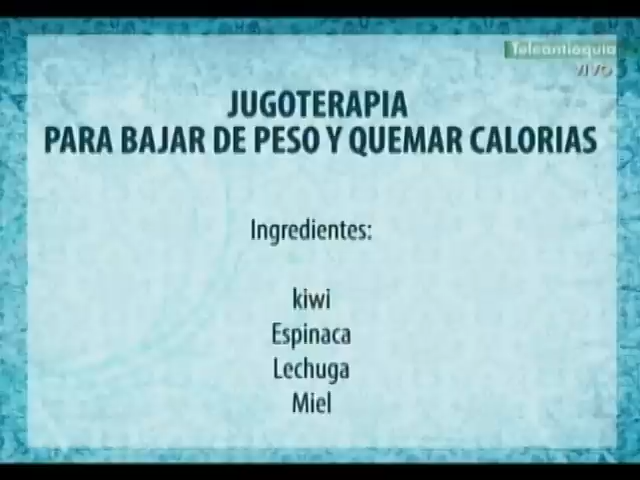 Teleantioquia
VIVO
JUGOTERAPIA
PARA BAJAR DE PESO Y QUEMAR CALORIAS
Ingredientes:
kiwi
Espinaca
Lechuga
Miel